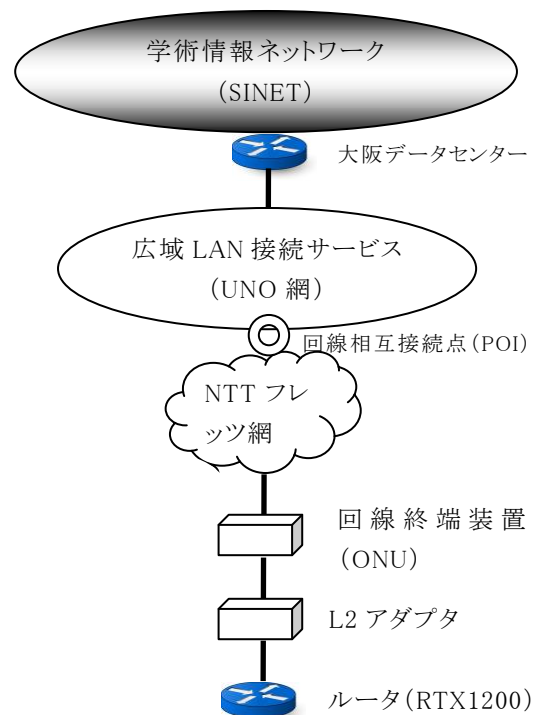 学術情報ネットワーク
(SINET)
大阪データセンター
広域 LAN 接続サービス
(UNO 網)
回線相互接続点(POI)
NTT フレ
ッツ網
回線終端装置
(ONU)
L2 アダプタ
ルータ(RTX1200)